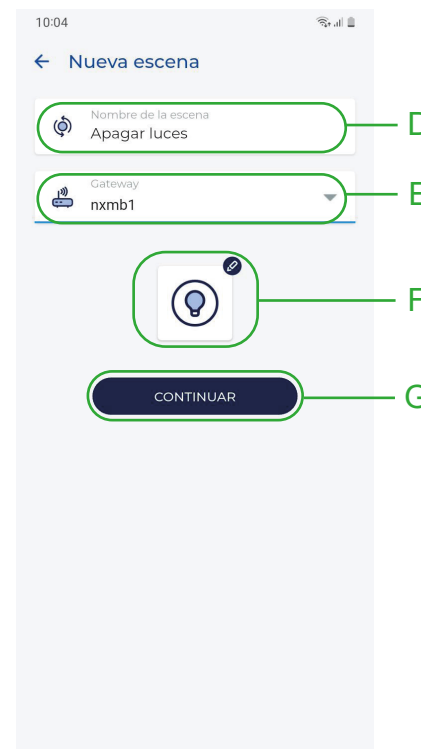 10:04
Nueva escena
Nombre de la escena
Apagar luces
D
Gateway
nxmb1
E
F
CONTINUAR
G